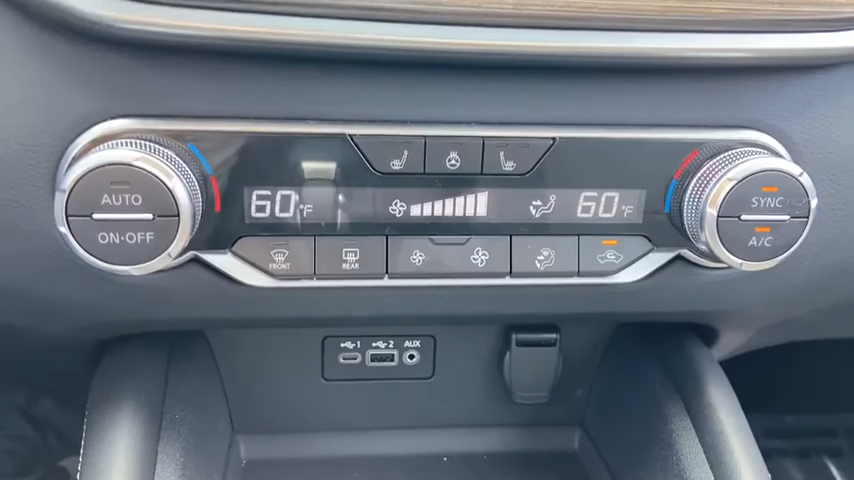 AUTO
ON·OFF
60°F
60°F
SYNC
A/C
FRONT
REAR
1
2
AUX